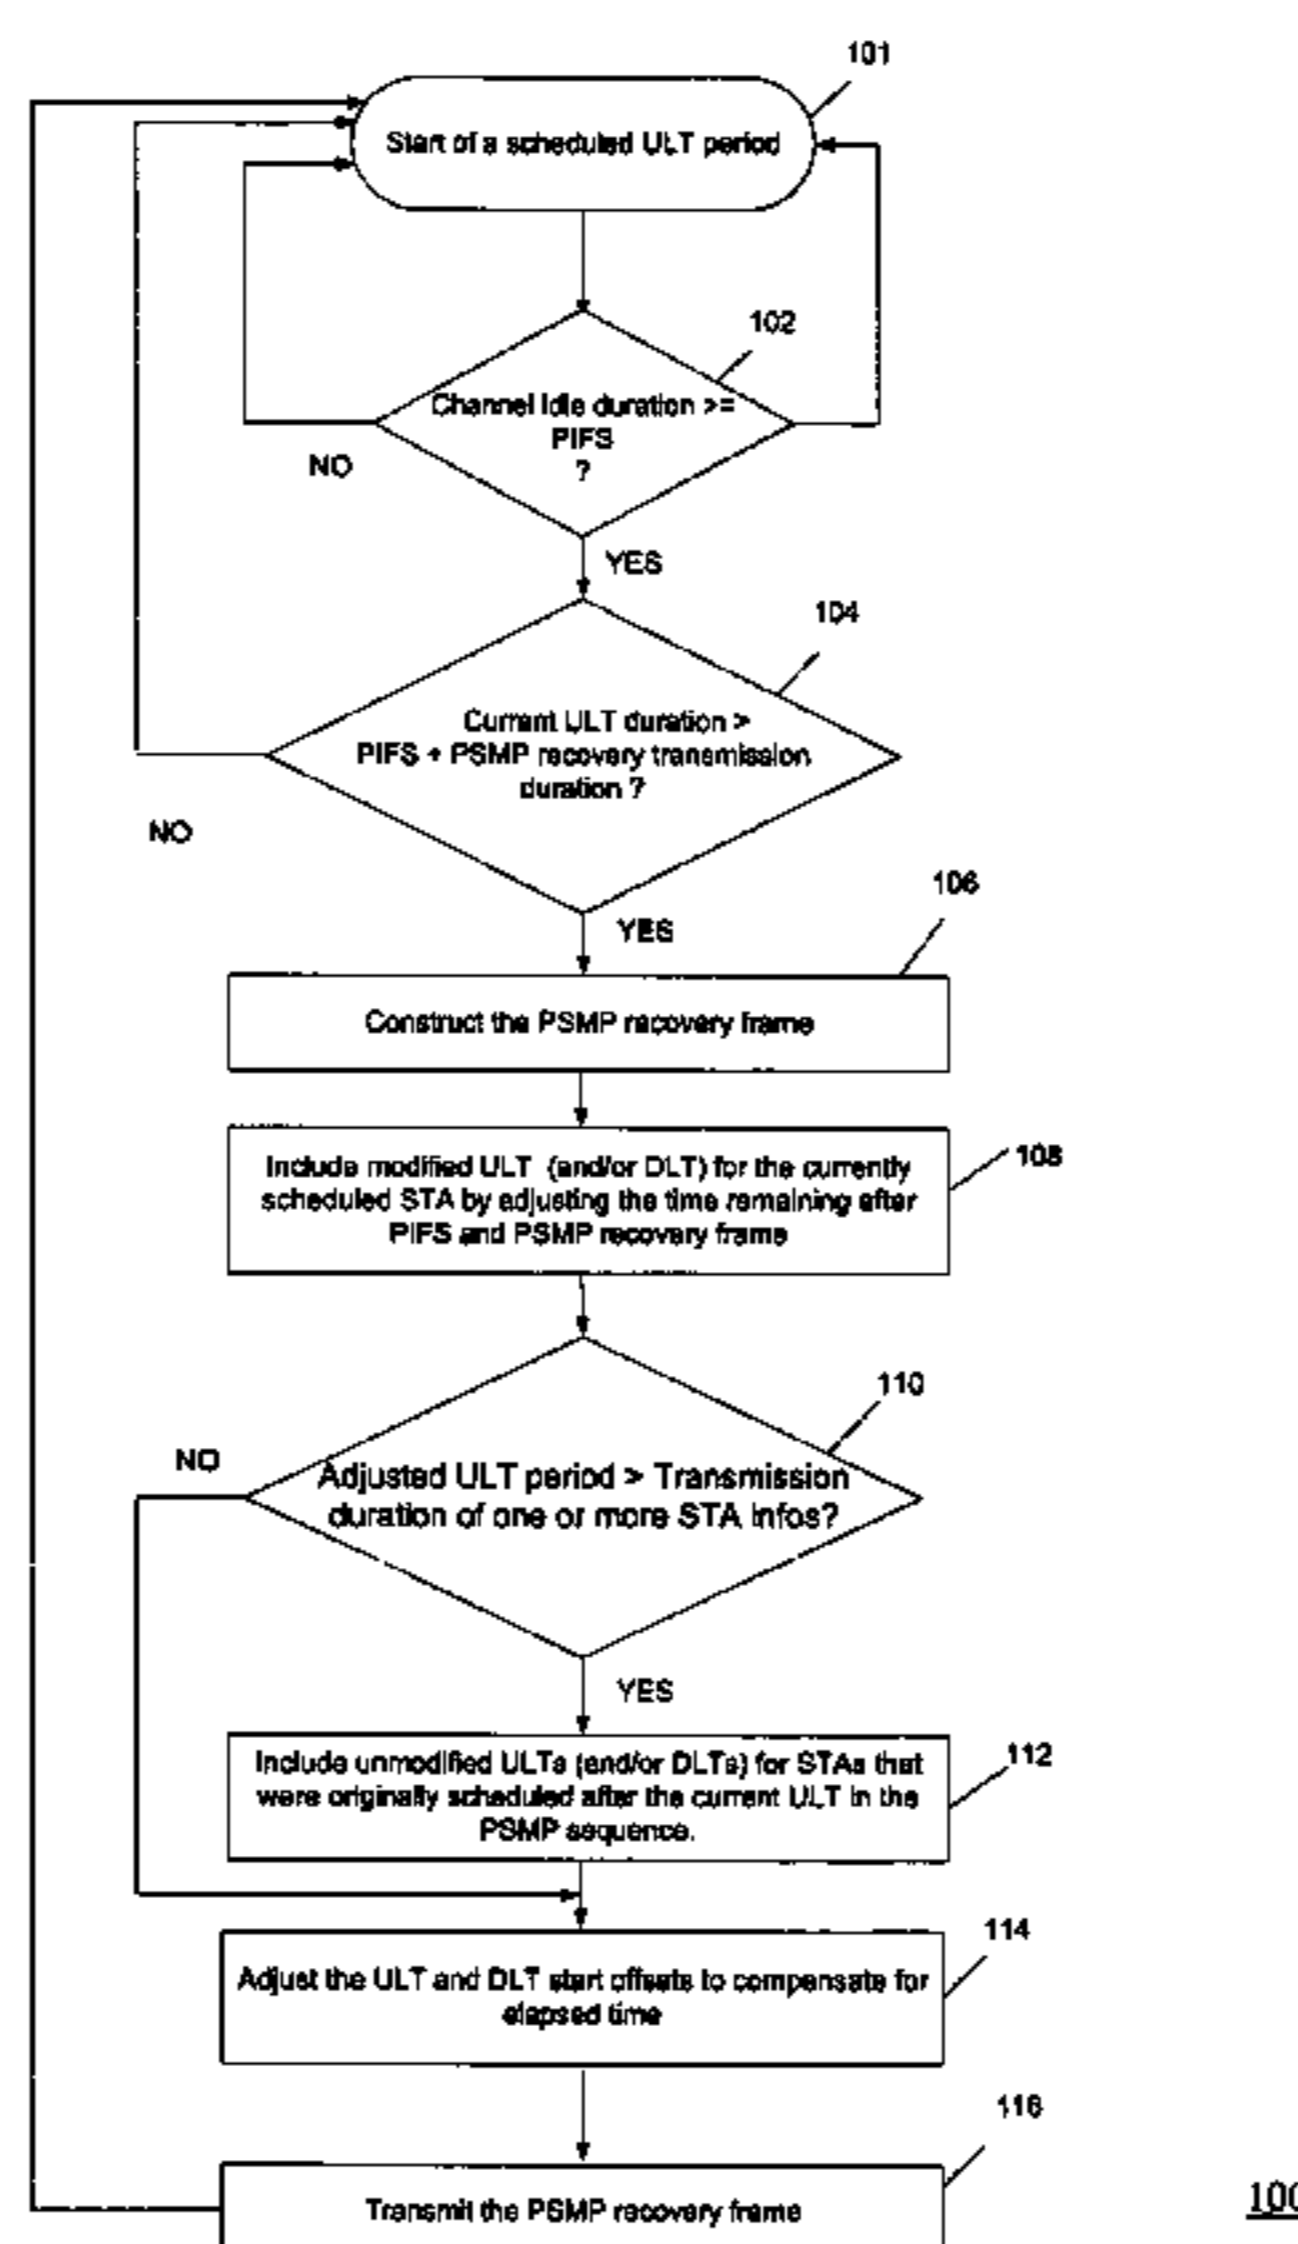 101
Start of a scheduled ULT period
102
Channel idle duration >=
PIFS
?
NO
YES
104
Current ULT duration >
PIFS + PSMP recovery transmission
duration ?
NO
YES
106
Construct the PSMP recovery frame
108
Include modified ULT (and/or DLT) for the currently
scheduled STA by adjusting the time remaining after
PIFS and PSMP recovery frame
110
NO
Adjusted ULT period > Transmission
duration of one or more STA infos?
YES
112
Include unmodified ULTs (and/or DLTs) for STAs that
were originally scheduled after the current ULT in the
PSMP sequence.
114
Adjust the ULT and DLT start offsets to compensate for
elapsed time
116
Transmit the PSMP recovery frame
100